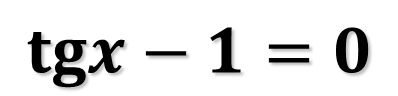 tgx − 1 = 0